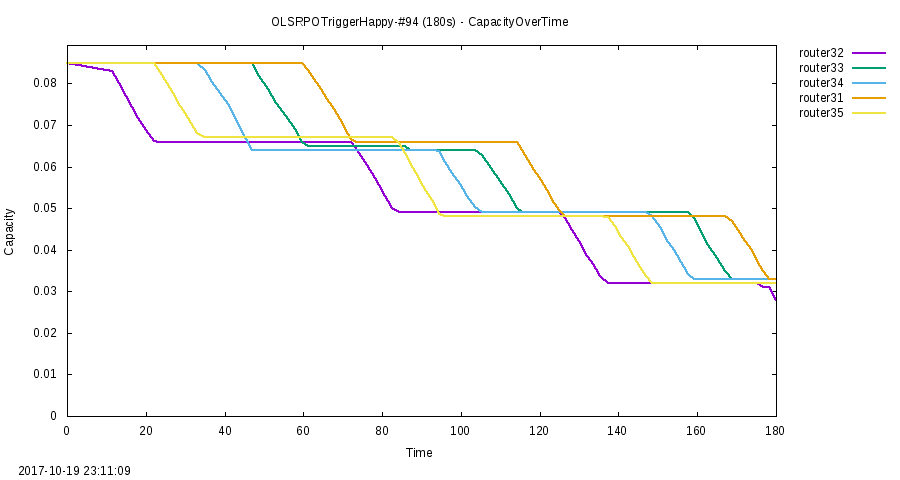 OLSRPOTriggerHappy-#94 (180s) - CapacityOverTime
router32
router33
router34
router31
router35
0.08
0.07
0.06
0.05
0.04
0.03
0.02
0.01
0
Capacity
0 20 40 60 80 100 120 140 160 180
Time
2017-10-19 23:11:09